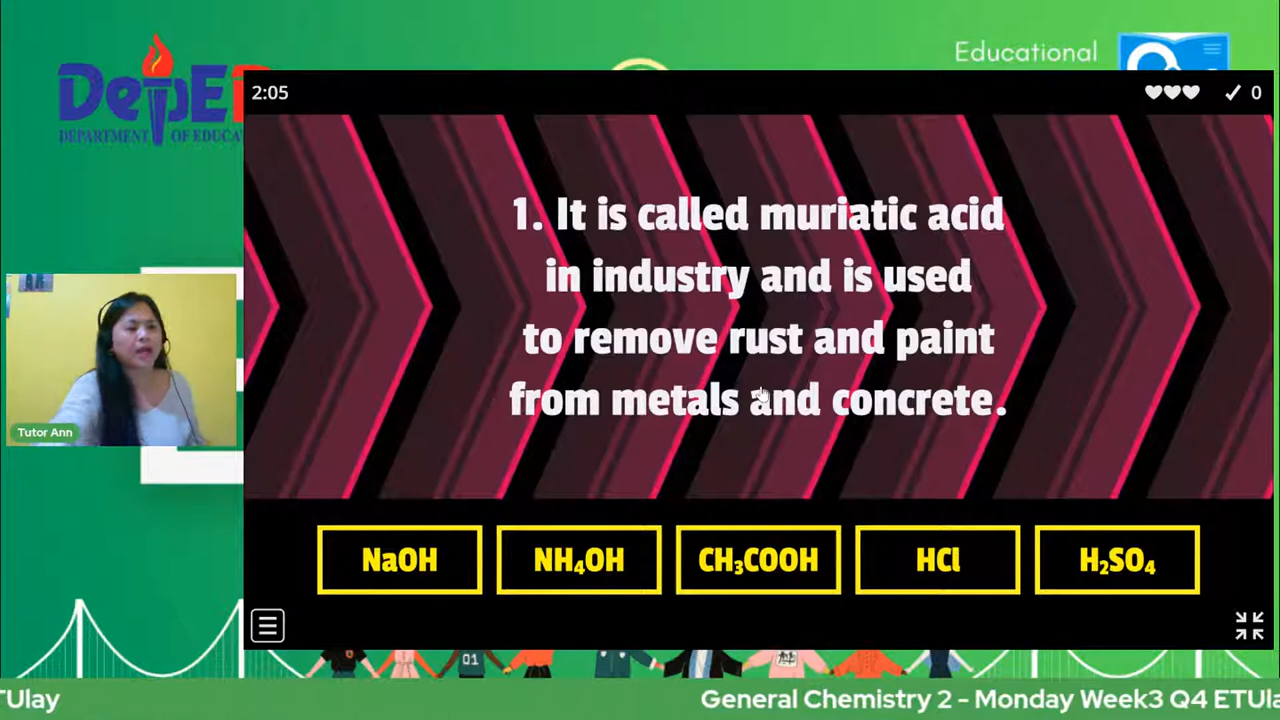 Educational
DepE
DEPARTMENT OF EDUCA
2:05
0
1. It is called muriatic acid
in industry and is used
to remove rust and paint
from metals and concrete.
Tutor Ann
NaOH
NH₄OH
CH₃COOH
HCl
H₂SO₄
01
TUlay
General Chemistry 2 - Monday Week3 Q4 ETUla